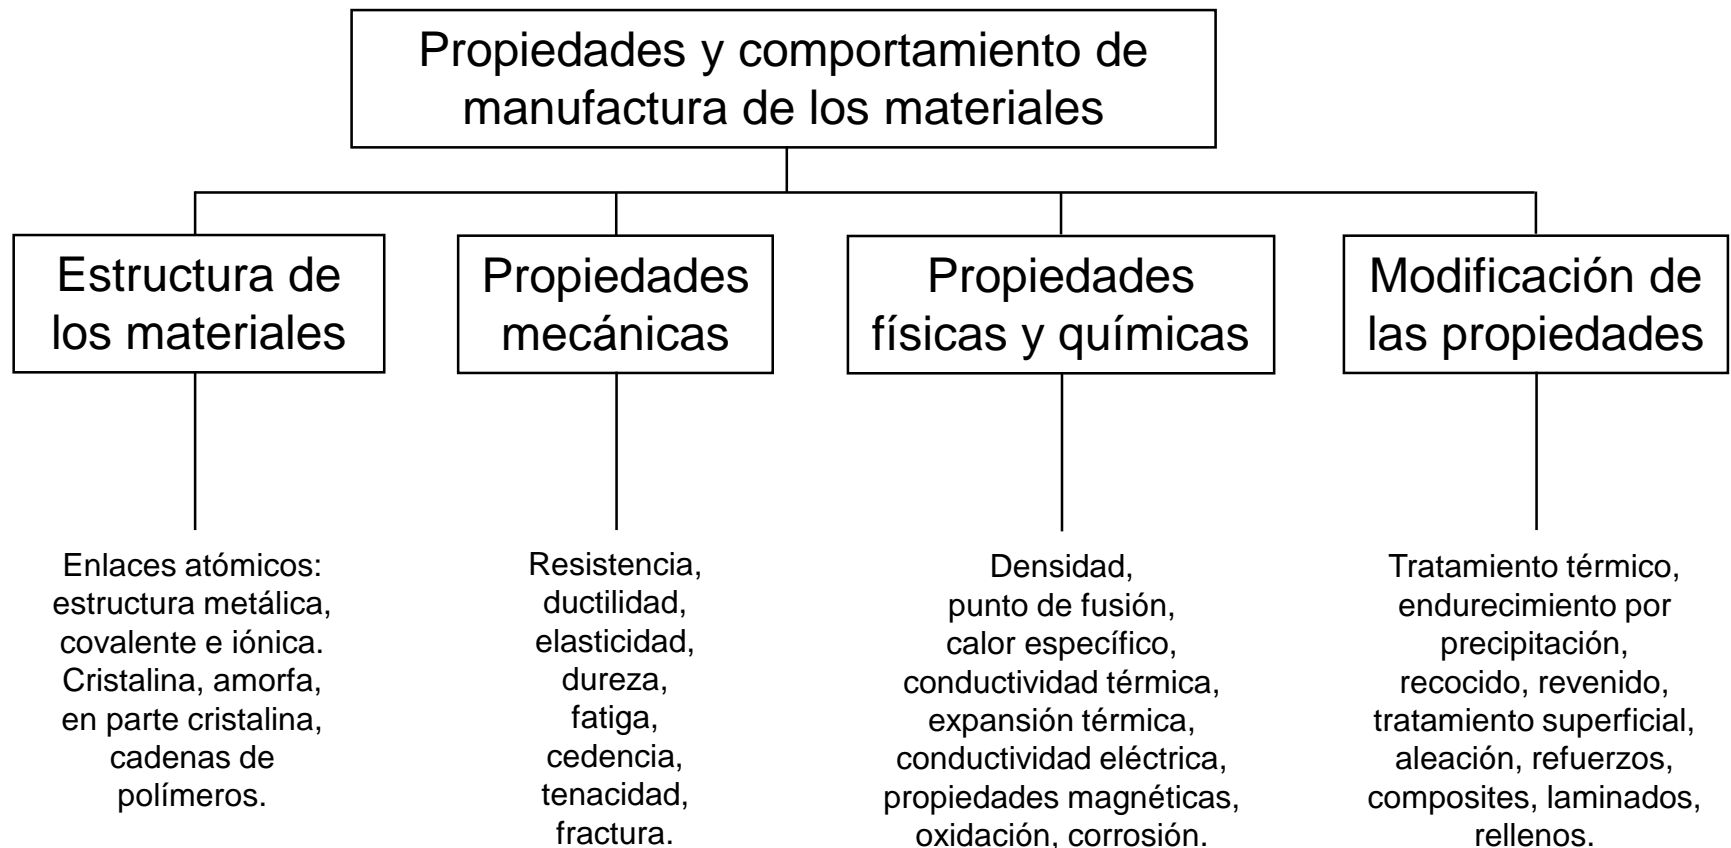 Propiedades y comportamiento de
manufactura de los materiales
Estructura de
los materiales
Propiedades
mecánicas
Propiedades
físicas y químicas
Modificación de
las propiedades
Enlaces atómicos:
estructura metálica,
covalente e iónica.
Cristalina, amorfa,
en parte cristalina,
cadenas de
polímeros.
Resistencia,
ductilidad,
elasticidad,
dureza,
fatiga,
cedencia,
tenacidad,
fractura.
Densidad,
punto de fusión,
calor específico,
conductividad térmica,
expansión térmica,
conductividad eléctrica,
propiedades magnéticas,
oxidación, corrosión.
Tratamiento térmico,
endurecimiento por
precipitación,
recocido, revenido,
tratamiento superficial,
aleación, refuerzos,
composites, laminados,
rellenos.